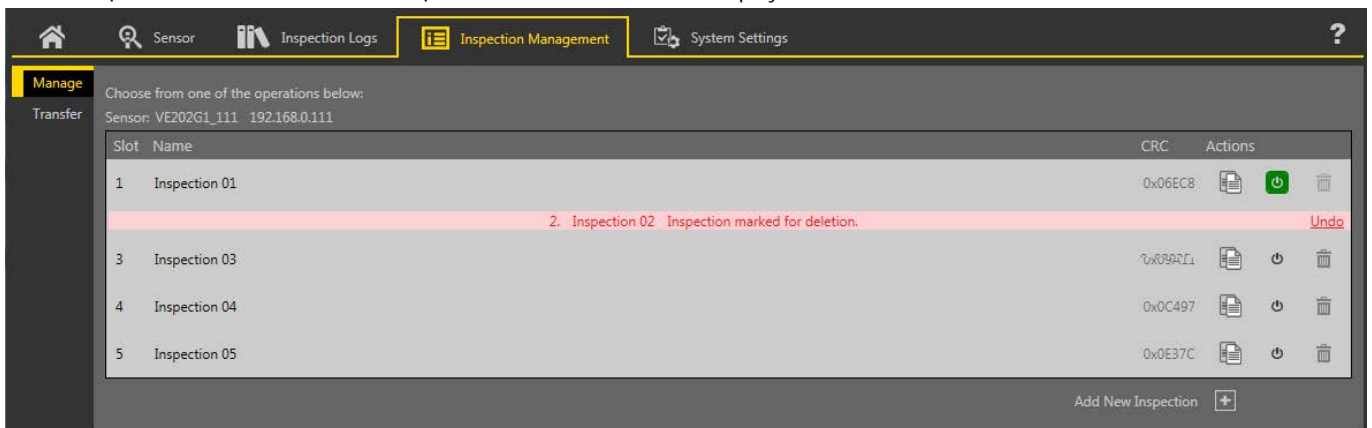 Sensor Inspection Logs Inspection Management System Settings ?
Manage
Transfer
Choose from one of the operations below:
Sensor: VE202G1_111 192.168.0.111
Slot Name CRC Actions
1 Inspection 01 0x06EC8
2. Inspection 02 Inspection marked for deletion. Undo
3 Inspection 03
4 Inspection 04 0x0C497
5 Inspection 05 0x0E37C
Add New Inspection